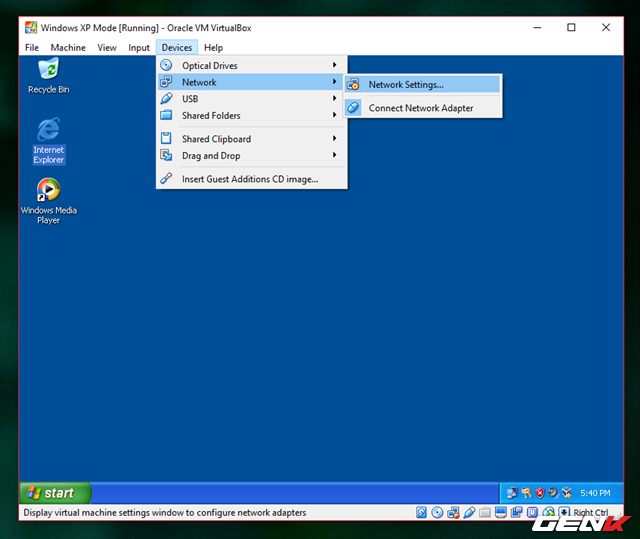 Windows XP Mode [Running] - Oracle VM VirtualBox
File Machine View Input Devices Help
Optical Drives
Network
USB
Shared Folders
Shared Clipboard
Drag and Drop
Insert Guest Additions CD image...
Network Settings...
Connect Network Adapter
Recycle Bin
Internet
Explorer
Windows Media
Player
start
5:40 PM
Display virtual machine settings window to configure network adapters
Right Ctrl
GENK